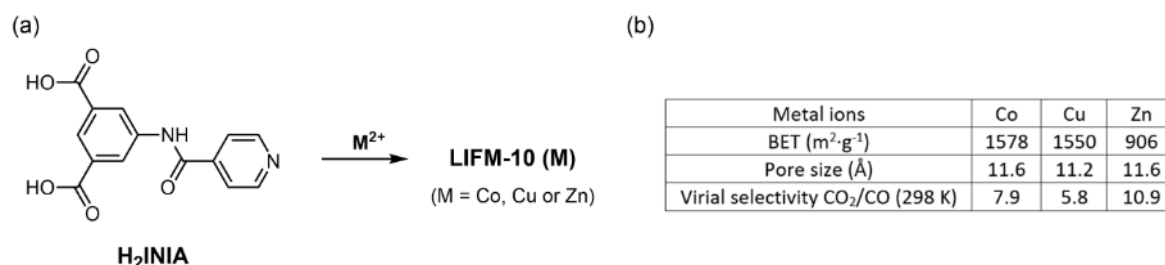 (a)
HO
O
HO
O
NH
O
N
H₂INIA
M²⁺
LIFM-10 (M)
(M = Co, Cu or Zn)
(b)
Metal ions Co Cu Zn
BET (m²·g⁻¹) 1578 1550 906
Pore size (Å) 11.6 11.2 11.6
Virial selectivity CO₂/CO (298 K) 7.9 5.8 10.9